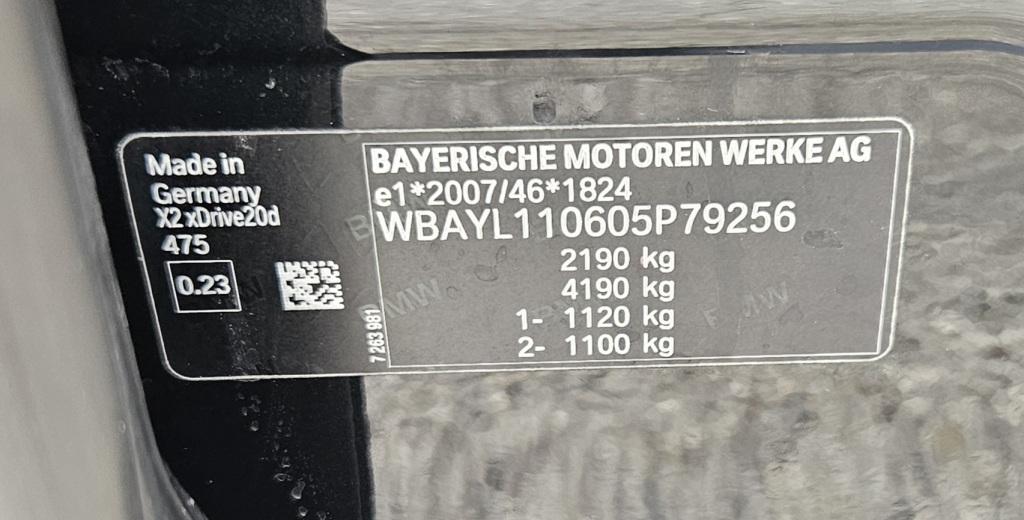 Made in
Germany
X2 xDrive20d
475
0.23
BAYERISCHE MOTOREN WERKE AG
e1*2007/46*1824
WBAYL110605P79256
2190 kg
4190 kg
1- 1120 kg
2- 1100 kg
7 263 981
BMW